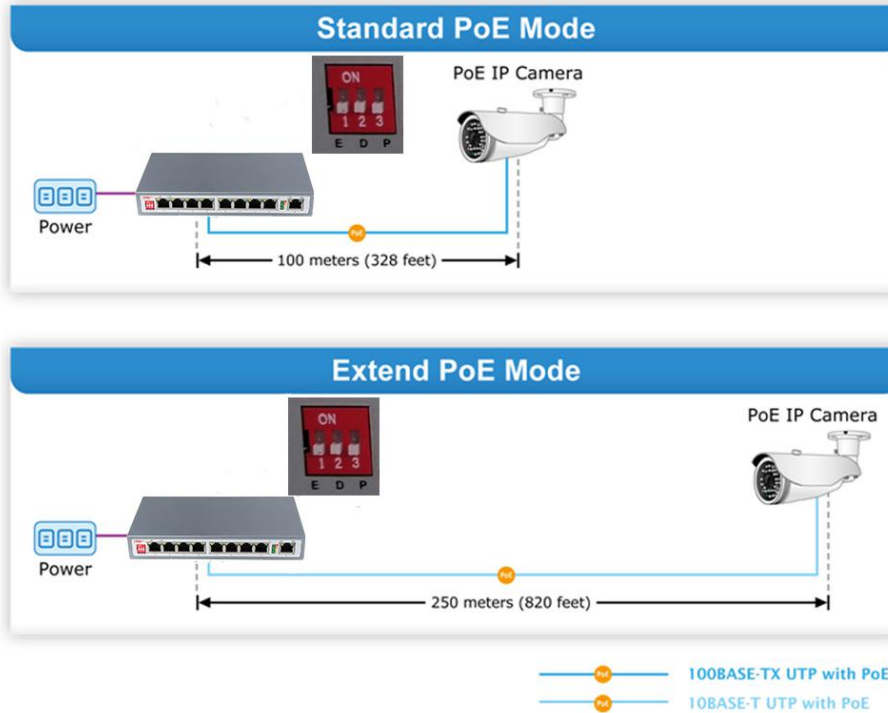 Standard PoE Mode
ON
1 2 3
E D P
PoE IP Camera
Power
PoE
100 meters (328 feet)
Extend PoE Mode
ON
1 2 3
E D P
PoE IP Camera
Power
PoE
250 meters (820 feet)
PoE 100BASE-TX UTP with PoE
PoE 10BASE-T UTP with PoE